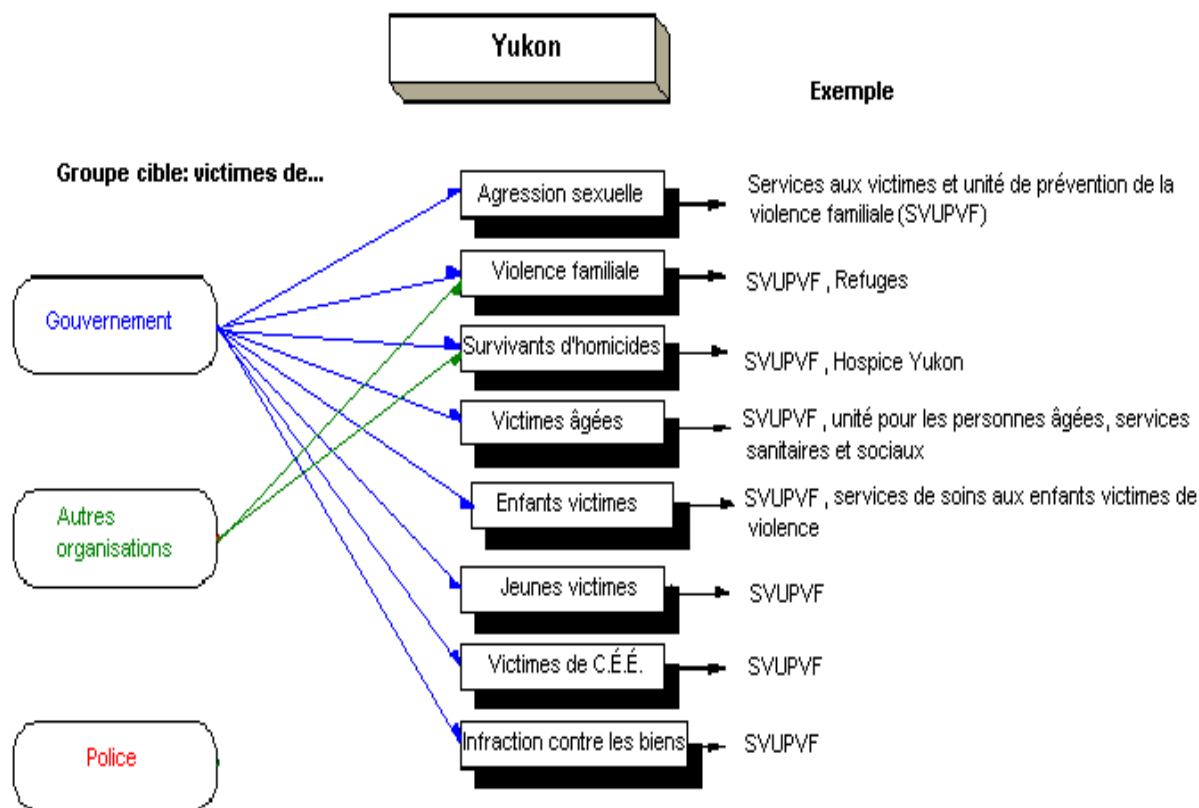 Yukon
Exemple
Groupe cible: victimes de...
Agression sexuelle
Services aux victimes et unité de prévention de la
violence familiale (SVUPVF)
Violence familiale
SVUPVF , Refuges
Gouvernement
Survivants d'homicides
SVUPVF , Hospice Yukon
Victimes âgées
SVUPVF , unité pour les personnes âgées, services
sanitaires et sociaux
Enfants victimes
SVUPVF , services de soins aux enfants victimes de
violence
Autres
organisations
Jeunes victimes
SVUPVF
Victimes de C.É.É.
SVUPVF
Infraction contre les biens
SVUPVF
Police